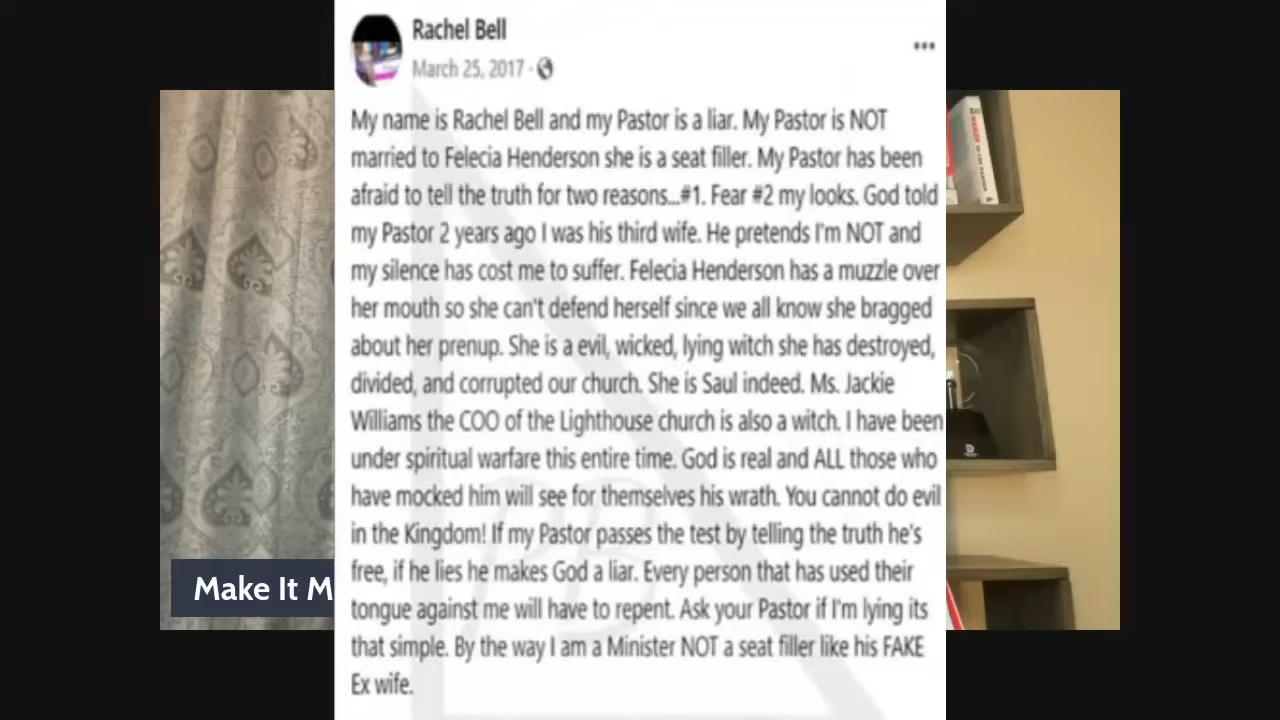 Rachel Bell
March 25, 2017 ·
My name is Rachel Bell and my Pastor is a liar. My Pastor is NOT
married to Felecia Henderson she is a seat filler. My Pastor has been
afraid to tell the truth for two reasons...#1. Fear #2 my looks. God told
my Pastor 2 years ago I was his third wife. He pretends I'm NOT and
my silence has cost me to suffer. Felecia Henderson has a muzzle over
her mouth so she can't defend herself since we all know she bragged
about her prenup. She is a evil, wicked, lying witch she has destroyed,
divided, and corrupted our church. She is Saul indeed. Ms. Jackie
Williams the COO of the Lighthouse church is also a witch. I have been
under spiritual warfare this entire time. God is real and ALL those who
have mocked him will see for themselves his wrath. You cannot do evil
in the Kingdom! If my Pastor passes the test by telling the truth he's
free, if he lies he makes God a liar. Every person that has used their
tongue against me will have to repent. Ask your Pastor if I'm lying its
that simple. By the way I am a Minister NOT a seat filler like his FAKE
Ex wife.
Make It M